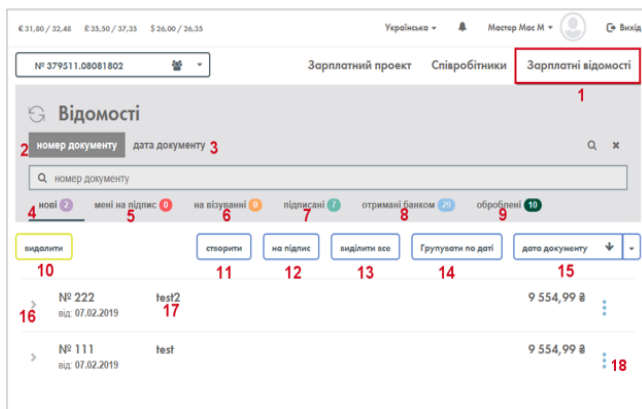 € 31,80 / 32,48 £ 35,50 / 37,35 $ 26,00 / 26,35 Українська Мастер Мас М Вихід
№ 379511.08081802 Зарплатний проект Співробітники Зарплатні відомості
1
Відомості
2 номер документу дата документу 3
номер документу
нові 2 мені на підпис 0 на візуванні 0 підписані 7 отримані банком 29 оброблені 10
4 5 6 7 8 9
видалити створити на підпис виділити все Групувати по даті дата документу
10 11 12 13 14 15
№ 222 test2 9 554,99 ₴
16 від: 07.02.2019 17
№ 111 test 9 554,99 ₴
від: 07.02.2019 18